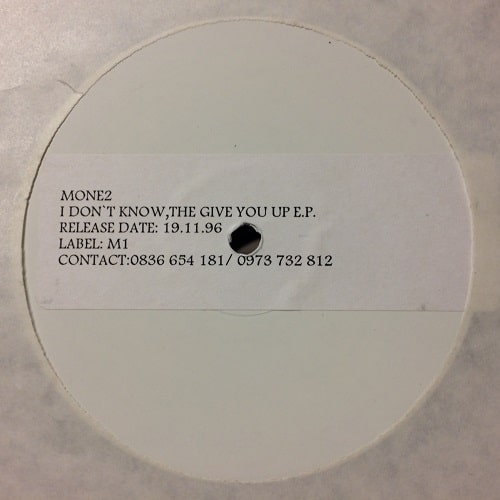 MONE2
I DON`T KNOW,THE GIVE YOU UP E.P.
RELEASE DATE: 19.11.96
LABEL: M1
CONTACT:0836 654 181/ 0973 732 812